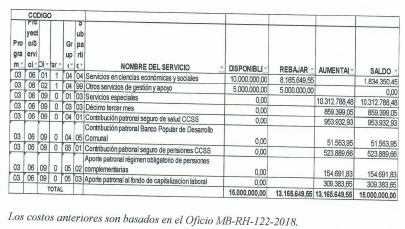 CODIGO
Pro gra m
Proyect o/S ervi ci
Gr up
Sub pa rti
NOMBRE DEL SERVICIO
DISPONIBLI
REBAJAR
AUMENTAI
SALDO
03 06 01 1 04 04 Servicios en ciencias económicas y sociales 10.000.000,00 8.165.649,55 1.834.350,45
03 06 02 1 04 99 Otros servicios de gestión y apoyo 5.000.000,00 5.000.000,00 0,00
03 06 09 0 01 03 Servicios especiales 0,00 10.312.788,48 10.312.788,48
03 06 09 0 03 03 Décimo tercer mes 0,00 859.399,05 859.399,05
03 06 09 0 04 01 Contribución patronal seguro de salud CCSS 0,00 953.932,93 953.932,93
Contribución patronal Banco Popular de Desarrollo
03 06 09 0 04 05 Comunal 0,00 51.563,95 51.563,95
03 06 09 0 05 01 Contribución patronal seguro de pensiones CCSS 0,00 523.889,66 523.889,66
Aporte patronal régimen obligatorio de pensiones
03 06 09 0 05 02 complementarias 0,00 154.691,83 154.691,83
03 06 09 0 05 03 Aporte patronal al fondo de capitalizacion laboral 0,00 309.383,65 309.383,65
TOTAL 15.000.000,00 13.165.649,55 13.165.649,55 15.000.000,00
Los costos anteriores son basados en el Oficio MB-RH-122-2018.